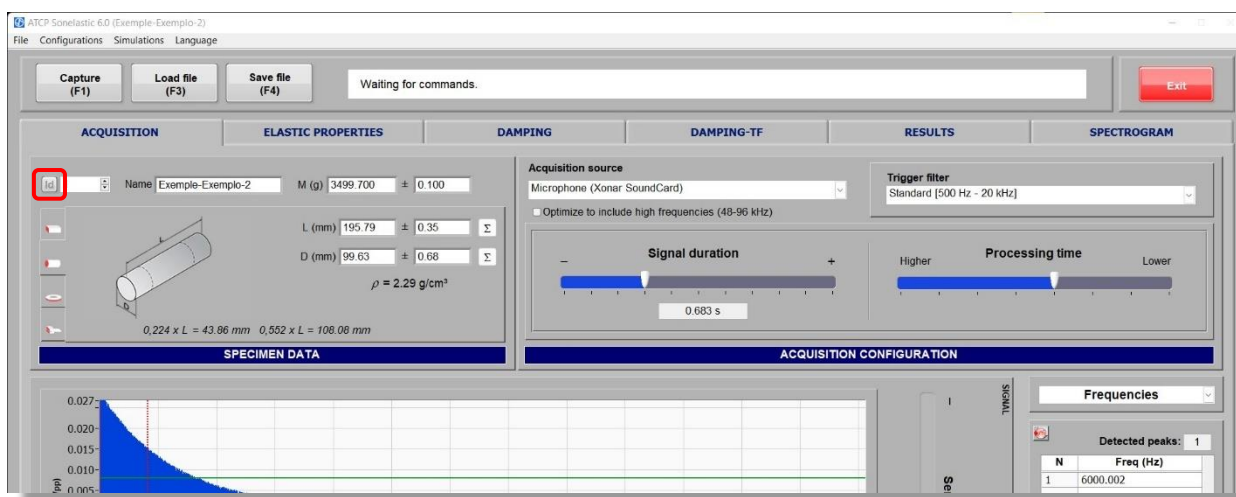 ATCP Sonelastic 6.0 (Exemple-Exemplo-2)
File Configurations Simulations Language
Capture (F1)
Load file (F3)
Save file (F4)
Waiting for commands.
Exit
ACQUISITION ELASTIC PROPERTIES DAMPING DAMPING-TF RESULTS SPECTROGRAM
Id Name Exemple-Exemplo-2 M (g) 3499.700 ± 0.100
L (mm) 195.79 ± 0.35 Σ
D (mm) 99.63 ± 0.68 Σ
ρ = 2.29 g/cm³
L
D
0,224 x L = 43.86 mm 0,552 x L = 108.08 mm
SPECIMEN DATA
Acquisition source
Microphone (Xonar SoundCard)
Optimize to include high frequencies (48-96 kHz)
Trigger filter
Standard [500 Hz - 20 kHz]
Signal duration
− +
0.683 s
Processing time
Higher Lower
ACQUISITION CONFIGURATION
0.027
0.020
0.015
0.010
0.005
SIGNAL
Frequencies
Detected peaks: 1
N Freq (Hz)
1 6000.002